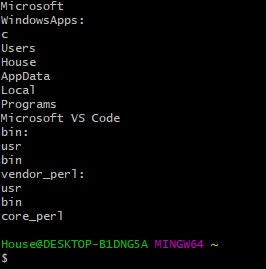 Microsoft
WindowsApps:
c
Users
House
AppData
Local
Programs
Microsoft VS Code
bin:
usr
bin
vendor_perl:
usr
bin
core_perl
House@DESKTOP-B1DNG5A MINGW64 ~
$